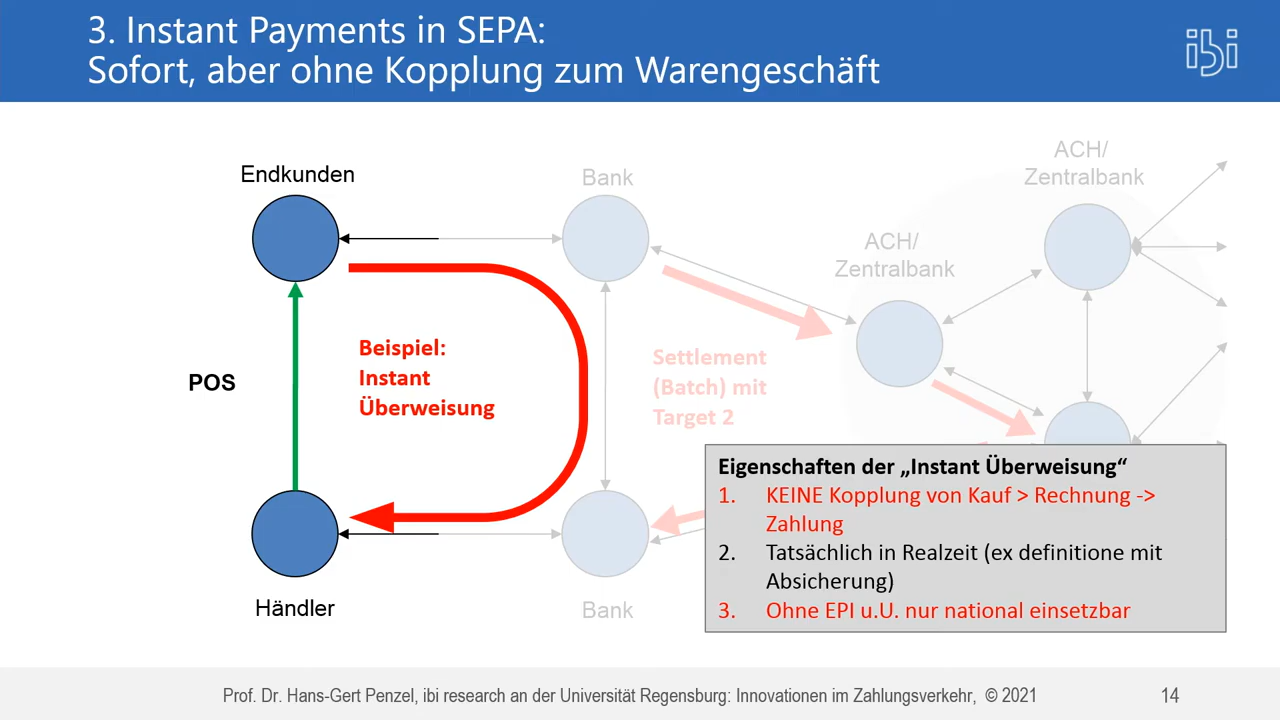 3. Instant Payments in SEPA:
Sofort, aber ohne Kopplung zum Warengeschäft
ibi
Endkunden
Bank
ACH/
Zentralbank
ACH/
Zentralbank
POS
Beispiel:
Instant
Überweisung
Settlement
(Batch) mit
Target 2
Händler
Bank
Eigenschaften der „Instant Überweisung“
1. KEINE Kopplung von Kauf > Rechnung ->
Zahlung
2. Tatsächlich in Realzeit (ex definitione mit
Absicherung)
3. Ohne EPI u.U. nur national einsetzbar
Prof. Dr. Hans-Gert Penzel, ibi research an der Universität Regensburg: Innovationen im Zahlungsverkehr, © 2021
14